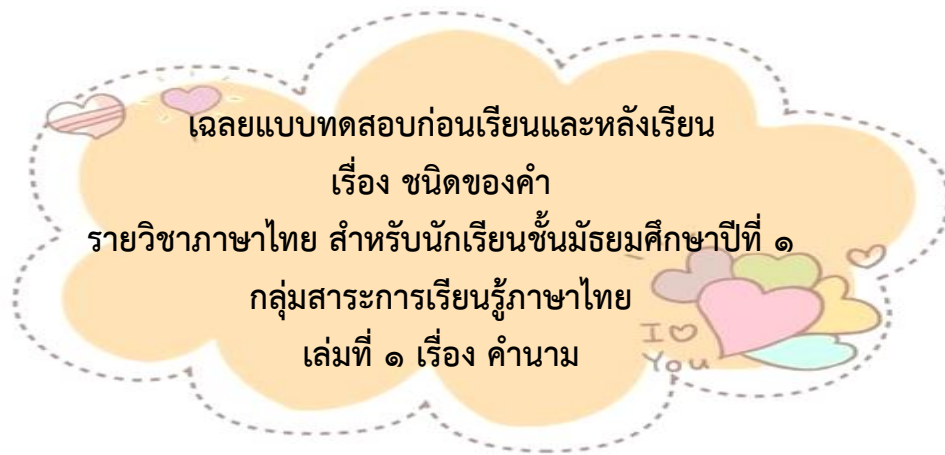 เฉลยแบบทดสอบก่อนเรียนและหลังเรียน
เรื่อง ชนิดของคำ
รายวิชาภาษาไทย สำหรับนักเรียนชั้นมัธยมศึกษาปีที่ ๑
กลุ่มสาระการเรียนรู้ภาษาไทย
เล่มที่ ๑ เรื่อง คำนาม
I
You